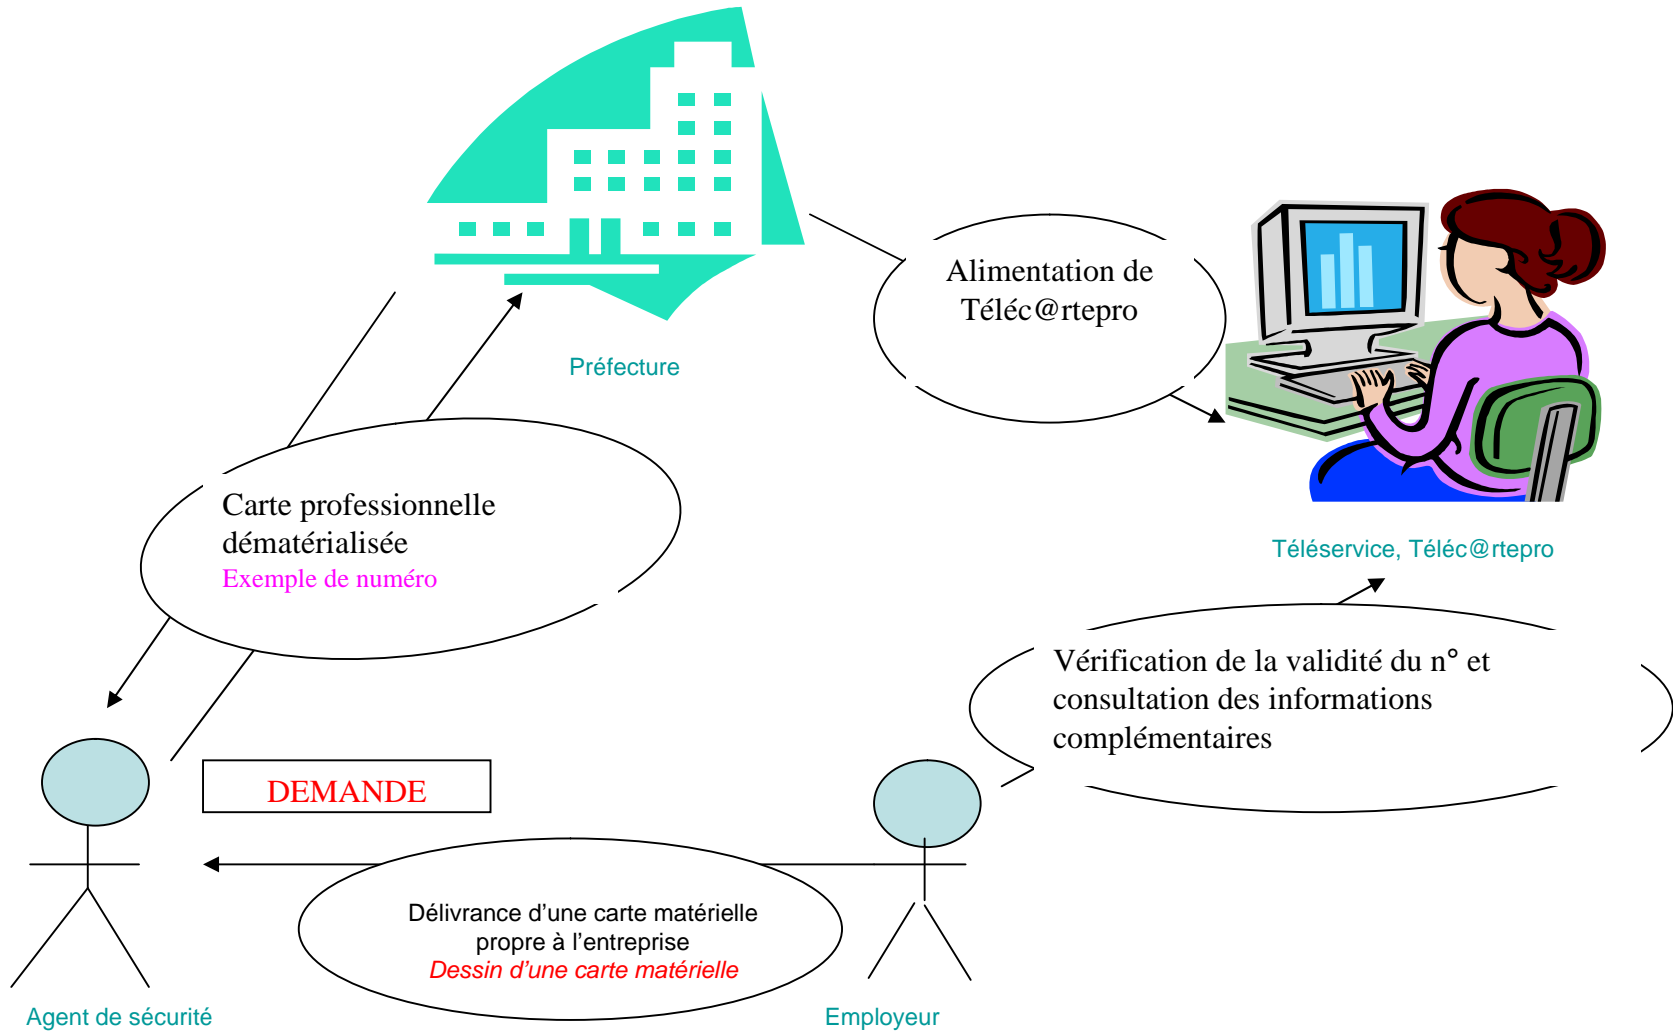 Préfecture
Alimentation de
Téléc@rtepro
Téléservice, Téléc@rtepro
Carte professionnelle
dématérialisée
Exemple de numéro
Vérification de la validité du n° et
consultation des informations
complémentaires
DEMANDE
Délivrance d’une carte matérielle
propre à l’entreprise
Dessin d’une carte matérielle
Agent de sécurité
Employeur